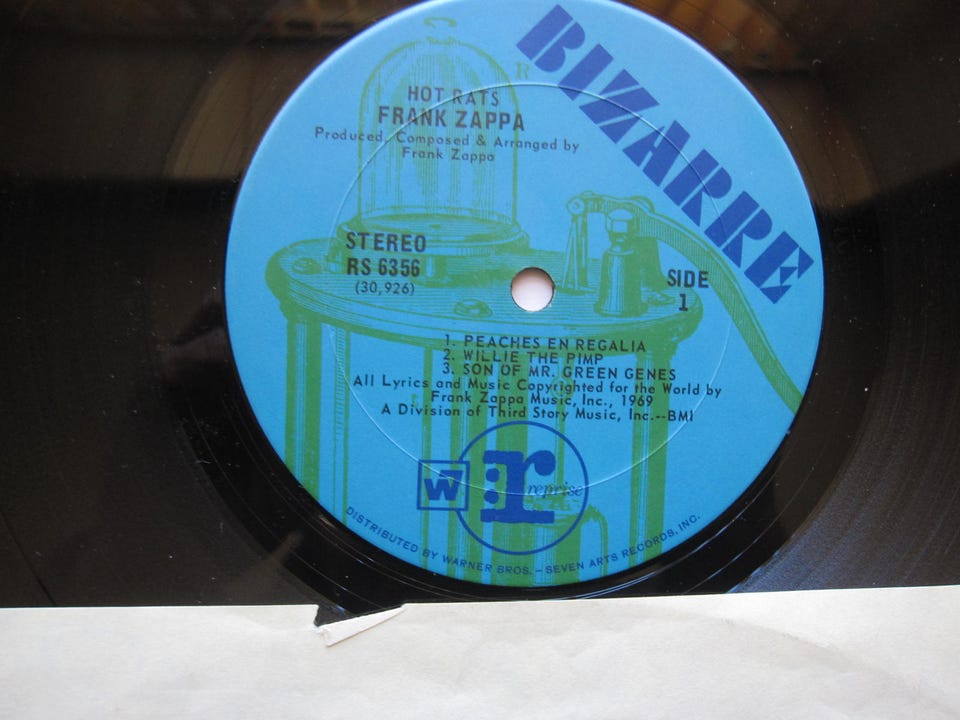 BIZARRE
HOT RATS
FRANK ZAPPA
Produced, Composed & Arranged by
Frank Zappa
STEREO
RS 6356
(30,926)
SIDE
1
1. PEACHES EN REGALIA
2. WILLIE THE PIMP
3. SON OF MR. GREEN GENES
All Lyrics and Music Copyrighted for the World by
Frank Zappa Music, Inc., 1969
A Division of Third Story Music, Inc.--BMI
W7
r: reprise
DISTRIBUTED BY WARNER BROS. – SEVEN ARTS RECORDS, INC.